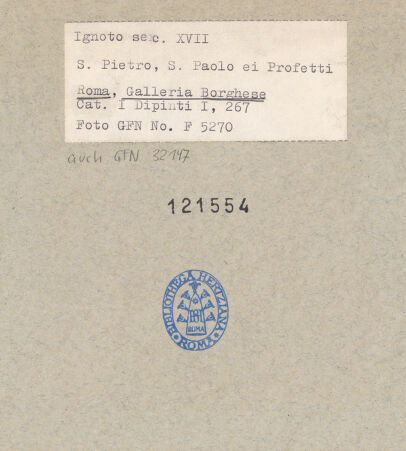 Ignoto sec. XVII
S. Pietro, S. Paolo ei Profetti
Roma, Galleria Borghese
Cat. I Dipinti I, 267
Foto GFN No. F 5270
auch GFN 32147
121554
BIBLIOTHECA HERTZIANA
ROMA